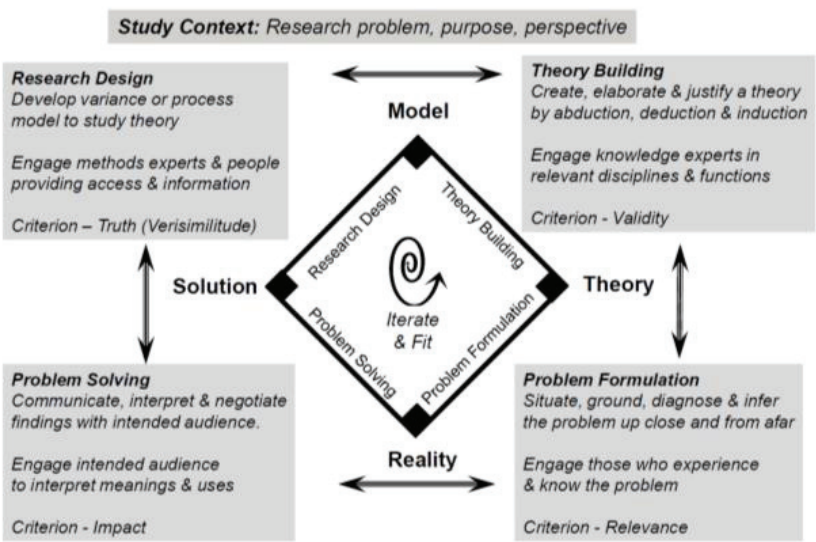 Study Context: Research problem, purpose, perspective
Research Design
Develop variance or process
model to study theory
Engage methods experts & people
providing access & information
Criterion – Truth (Verisimilitude)
Theory Building
Create, elaborate & justify a theory
by abduction, deduction & induction
Engage knowledge experts in
relevant disciplines & functions
Criterion - Validity
Model
Research Design
Theory Building
Solution
Iterate
& Fit
Theory
Problem Solving
Problem Formulation
Reality
Problem Solving
Communicate, interpret & negotiate
findings with intended audience.
Engage intended audience
to interpret meanings & uses
Criterion - Impact
Problem Formulation
Situate, ground, diagnose & infer
the problem up close and from afar
Engage those who experience
& know the problem
Criterion - Relevance